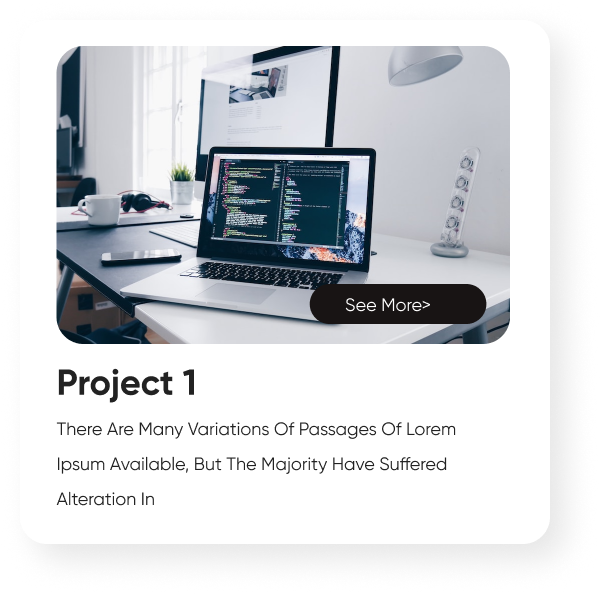 See More>
Project 1
There Are Many Variations Of Passages Of Lorem
Ipsum Available, But The Majority Have Suffered
Alteration In